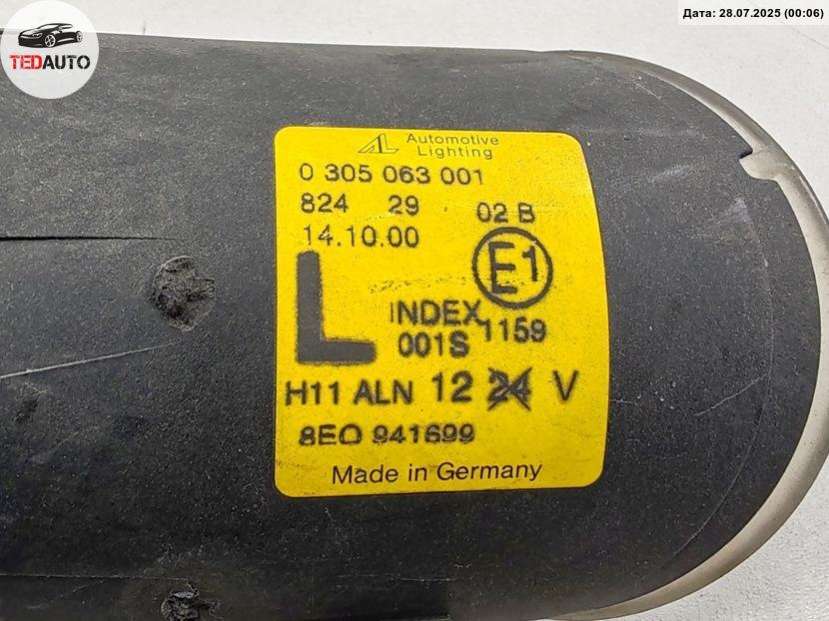 Дата: 28.07.2025 (00:06)
TEDAUTO
AL Automotive
Lighting
0 305 063 001
824 29 02 B
14.10.00
E1
L INDEX 1159
001S
H11 ALN 12 24 V
8E0 941699
Made in Germany